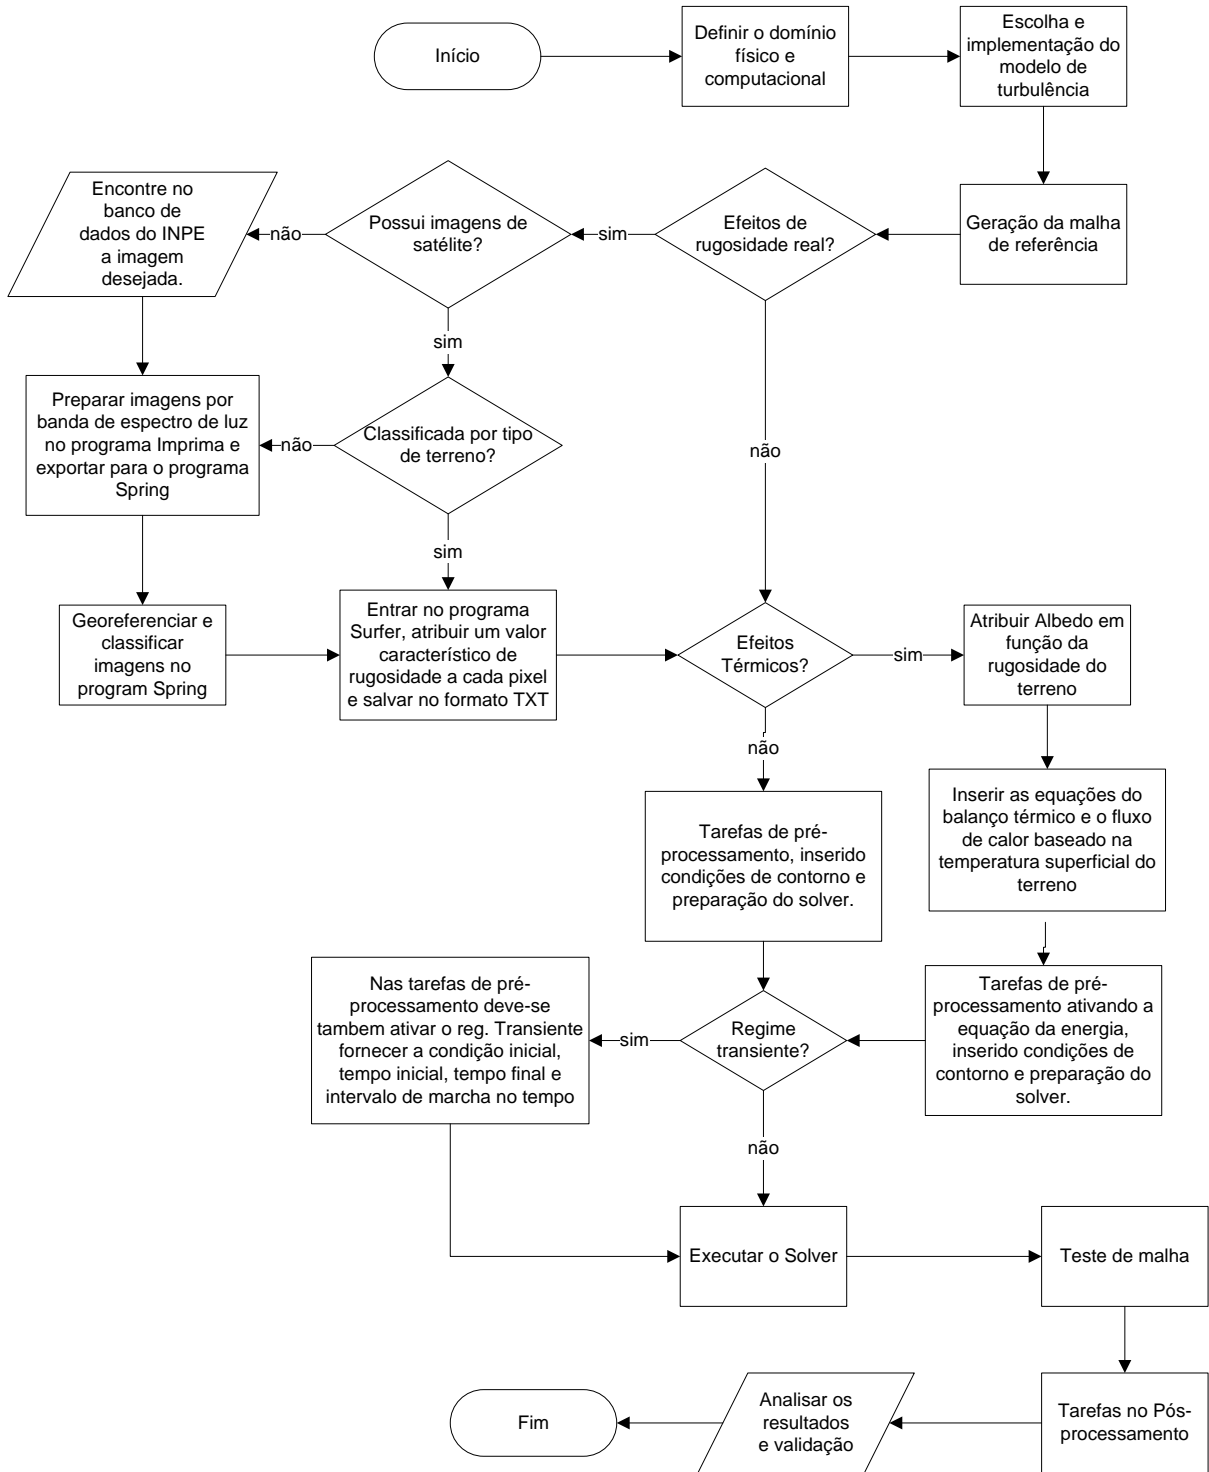 Início
Definir o domínio
físico e
computacional
Escolha e
implementação do
modelo de
turbulência
Encontre no
banco de
dados do INPE
a imagem
desejada.
não
Possui imagens de
satélite?
sim
Efeitos de
rugosidade real?
Geração da malha
de referência
sim
Preparar imagens por
banda de espectro de luz
no programa Imprima e
exportar para o programa
Spring
não
Classificada por tipo
de terreno?
não
sim
Georeferenciar e
classificar
imagens no
program Spring
Entrar no programa
Surfer, atribuir um valor
característico de
rugosidade a cada pixel
e salvar no formato TXT
Efeitos
Térmicos?
sim
Atribuir Albedo em
função da
rugosidade do
terreno
não
Tarefas de pré-
processamento, inserido
condições de contorno e
preparação do solver.
Inserir as equações do
balanço térmico e o fluxo
de calor baseado na
temperatura superficial do
terreno
Nas tarefas de pré-
processamento deve-se
tambem ativar o reg. Transiente
fornecer a condição inicial,
tempo inicial, tempo final e
intervalo de marcha no tempo
sim
Regime
transiente?
Tarefas de pré-
processamento ativando a
equação da energia,
inserido condições de
contorno e preparação do
solver.
não
Executar o Solver
Teste de malha
Fim
Analisar os
resultados
e validação
Tarefas no Pós-
processamento